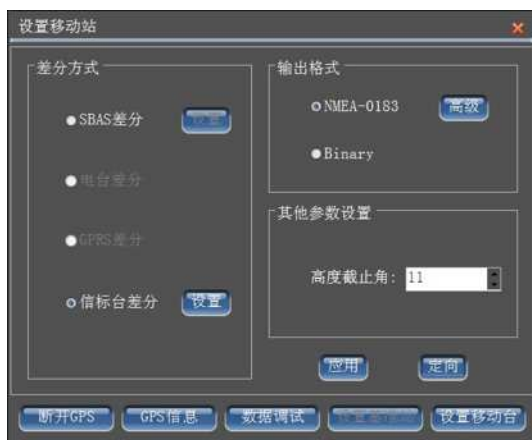 设置移动站
差分方式
SBAS差分
设置
电台差分
GPRS差分
信标台差分
设置
输出格式
NMEA-0183
高级
Binary
其他参数设置
高度截止角:
11
应用
定向
断开GPS
GPS信息
数据调试
设置移动台